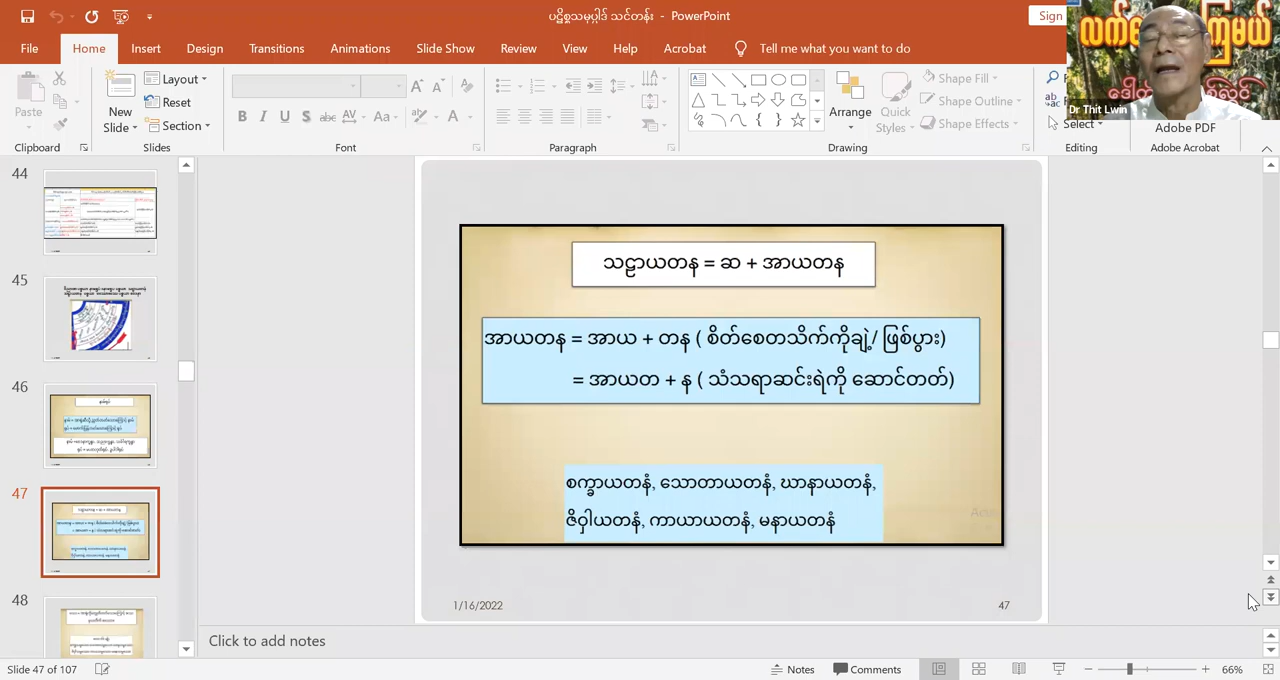 ပဋိစ္စသမုပ္ပါဒ် သင်တန်း - PowerPoint
Sign
File Home Insert Design Transitions Animations Slide Show Review View Help Acrobat Tell me what you want to do
Paste
New Slide
Layout
Reset
Section
B I U S abc AV Aa A
Arrange
Quick Styles
Shape Fill
Shape Outline
Shape Effects
Select
Adobe PDF
Clipboard Slides Font Paragraph Drawing Editing Adobe Acrobat
Dr Thit Lwin
44
45
46
47
48
သဠာယတန = ဆ + အာယတန
အာယတန = အာယ + တန ( စိတ်စေတသိက်ကိုချဲ့/ ဖြစ်ပွား)
= အာယတ + န ( သံသရာဆင်းရဲကို ဆောင်တတ်)
စက္ခာယတနံ, သောတာယတနံ, ဃာနာယတနံ,
ဇိဝှါယတနံ, ကာယာယတနံ, မနာယတနံ
1/16/2022 47
Click to add notes
Slide 47 of 107 Notes Comments 66%